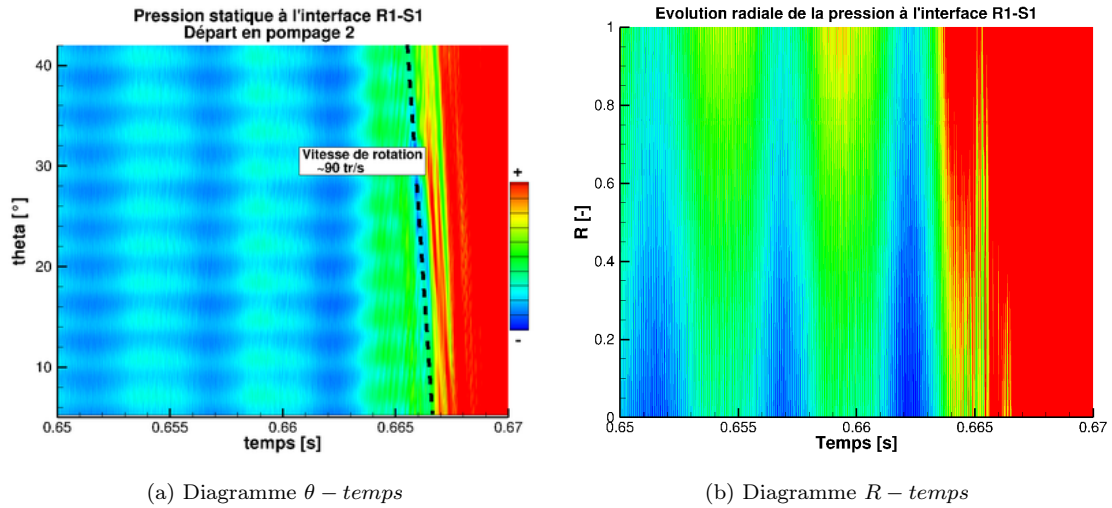 Pression statique à l'interface R1-S1
Départ en pompage 2
40
30
20
10
theta [°]
Vitesse de rotation
~90 tr/s
+
-
0.65 0.655 0.66 0.665 0.67
temps [s]
(a) Diagramme θ − temps
Evolution radiale de la pression à l'interface R1-S1
1
0.8
0.6
0.4
0.2
0
R [-]
0.65 0.655 0.66 0.665 0.67
Temps [s]
(b) Diagramme R − temps